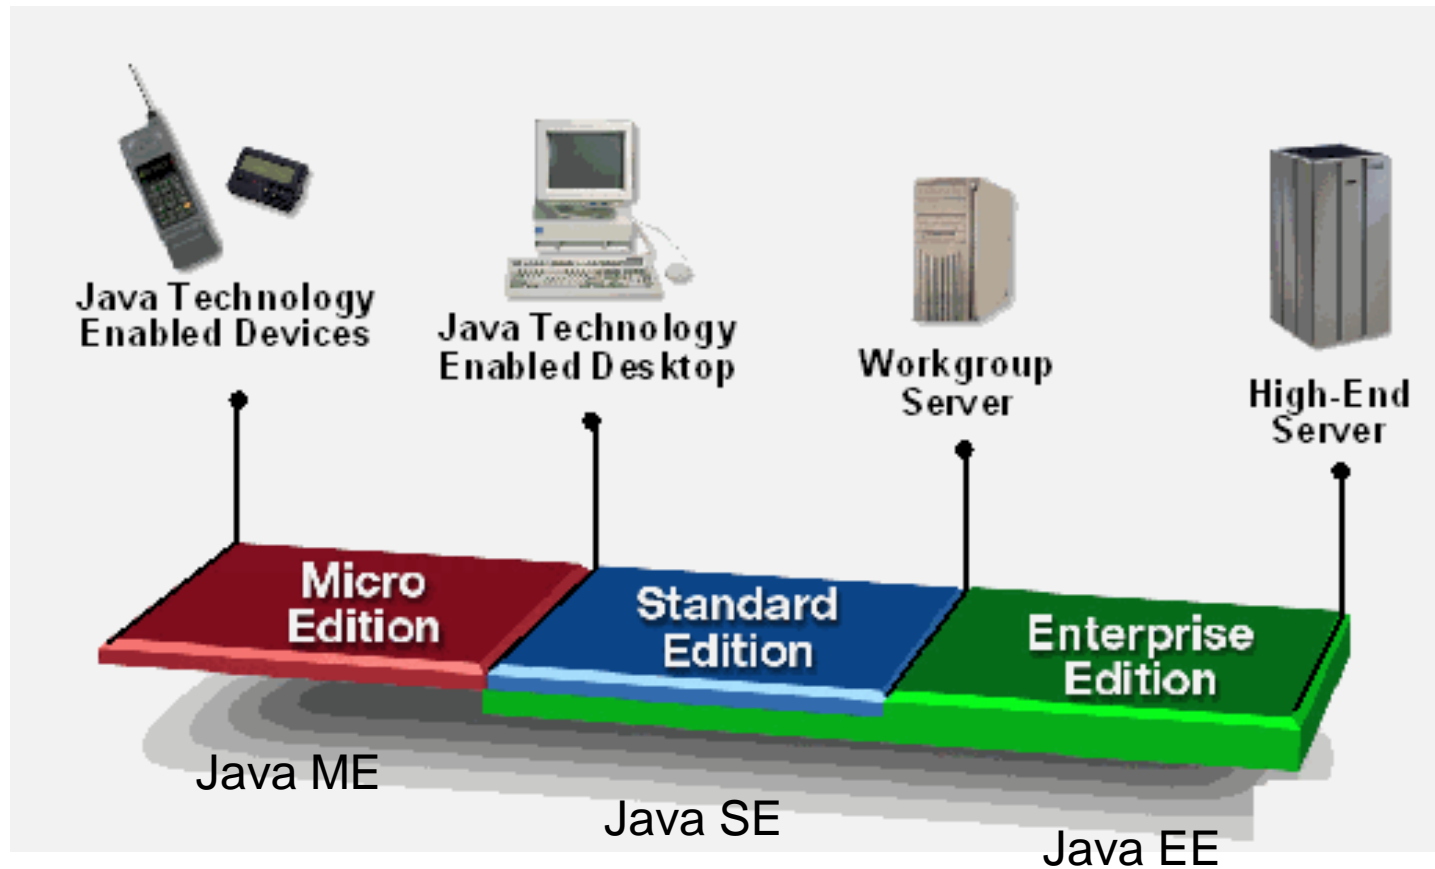 Java Technology
Enabled Devices
Java Technology
Enabled Desktop
Workgroup
Server
High-End
Server
Micro
Edition
Standard
Edition
Enterprise
Edition
Java ME
Java SE
Java EE